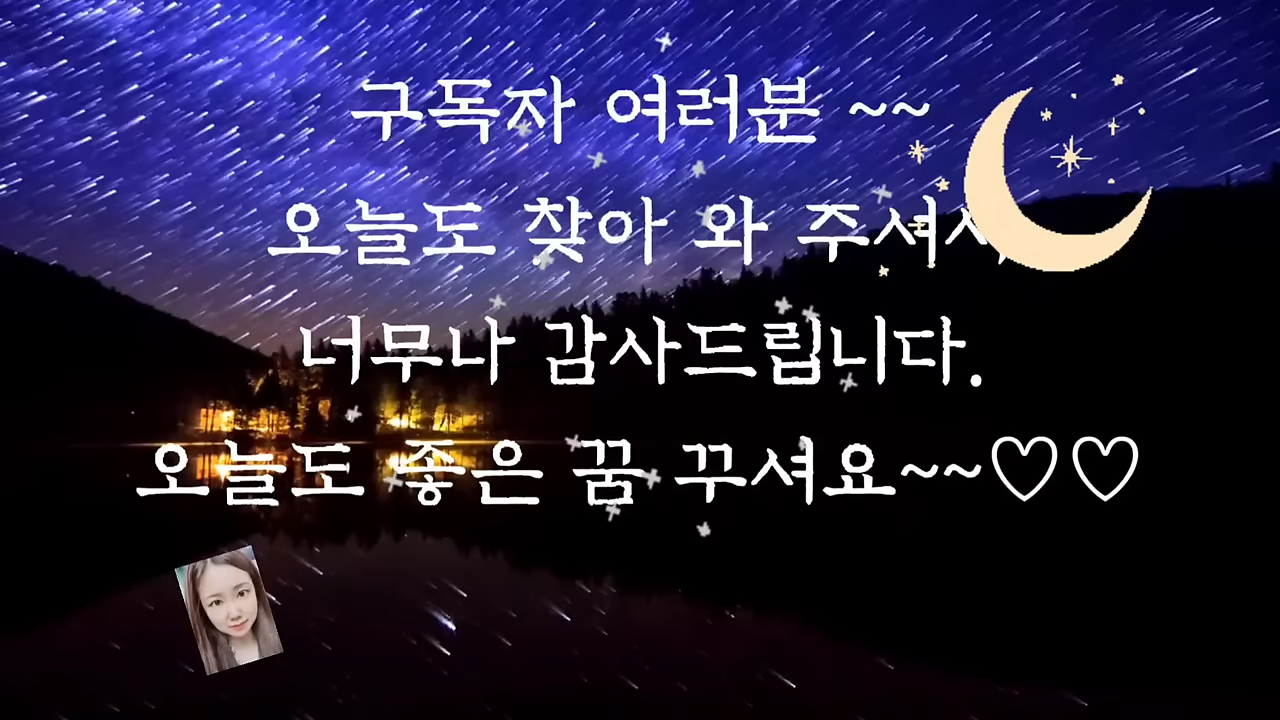 구독자 여러분 ~~
오늘도 찾아 와 주셔서
너무나 감사드립니다.
오늘도 좋은 꿈 꾸셔요~~♡♡